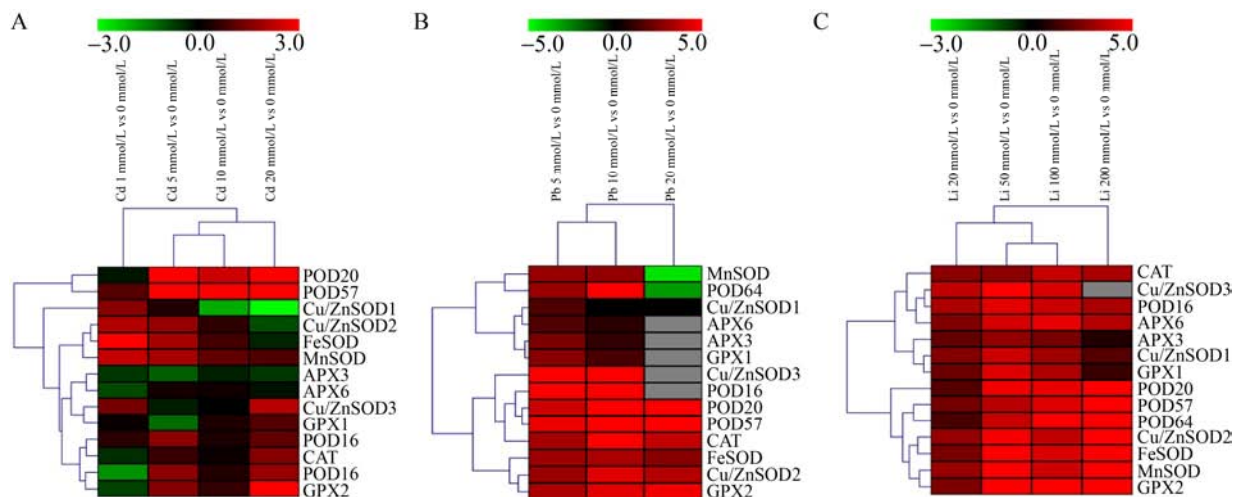 A
−3.0 0.0 3.0
Cd 1 mmol/L vs 0 mmol/L
Cd 5 mmol/L vs 0 mmol/L
Cd 10 mmol/L vs 0 mmol/L
Cd 20 mmol/L vs 0 mmol/L
POD20
POD57
Cu/ZnSOD1
Cu/ZnSOD2
FeSOD
MnSOD
APX3
APX6
Cu/ZnSOD3
GPX1
POD16
CAT
POD16
GPX2
B
−5.0 0.0 5.0
Pb 5 mmol/L vs 0 mmol/L
Pb 10 mmol/L vs 0 mmol/L
Pb 20 mmol/L vs 0 mmol/L
MnSOD
POD64
Cu/ZnSOD1
APX6
APX3
GPX1
Cu/ZnSOD3
POD16
POD20
POD57
CAT
FeSOD
Cu/ZnSOD2
GPX2
C
−3.0 0.0 5.0
Li 20 mmol/L vs 0 mmol/L
Li 50 mmol/L vs 0 mmol/L
Li 100 mmol/L vs 0 mmol/L
Li 200 mmol/L vs 0 mmol/L
CAT
Cu/ZnSOD3
POD16
APX6
APX3
Cu/ZnSOD1
GPX1
POD20
POD57
POD64
Cu/ZnSOD2
FeSOD
MnSOD
GPX2